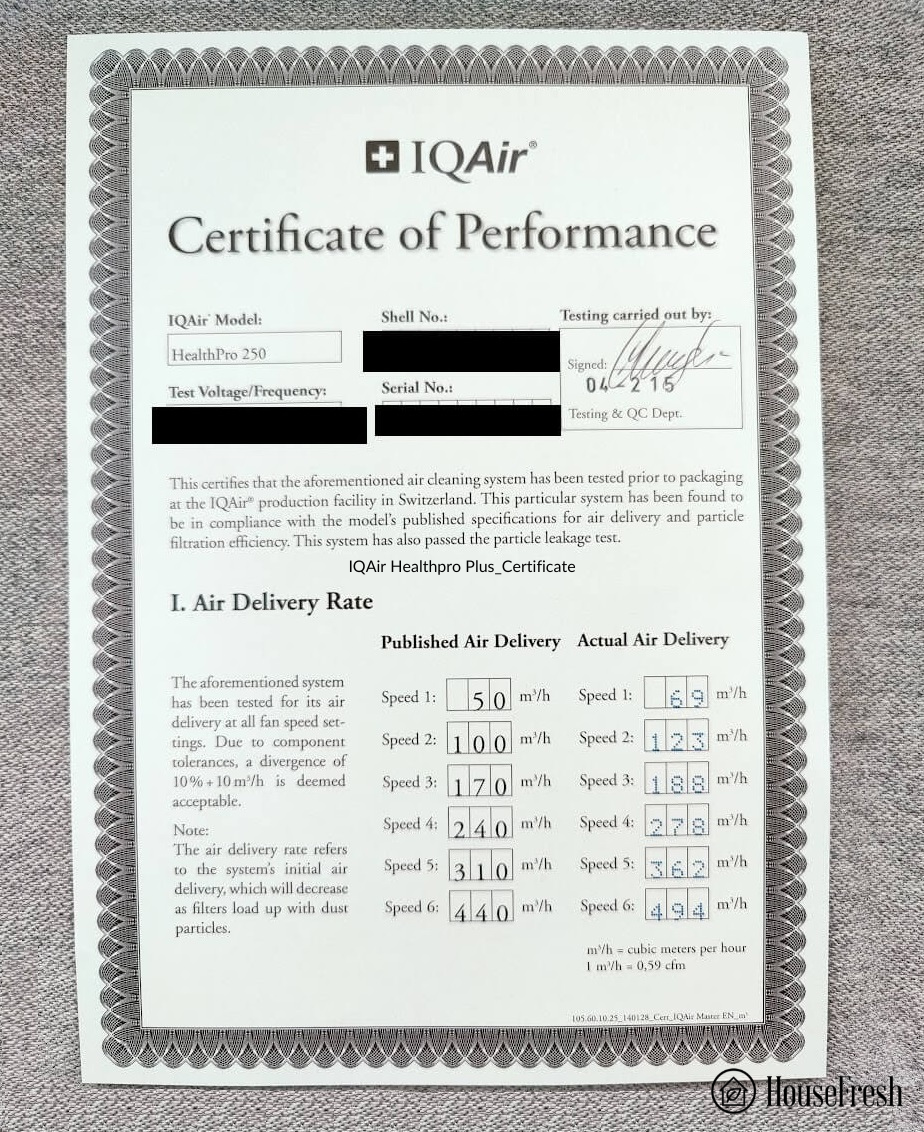 IQAir®
Certificate of Performance
IQAir® Model:
HealthPro 250
Shell No.:
Testing carried out by:
Signed:
04 215
Testing & QC Dept.
Test Voltage/Frequency:
Serial No.:
This certifies that the aforementioned air cleaning system has been tested prior to packaging
at the IQAir® production facility in Switzerland. This particular system has been found to
be in compliance with the model's published specifications for air delivery and particle
filtration efficiency. This system has also passed the particle leakage test.
IQAir Healthpro Plus_Certificate
I. Air Delivery Rate
Published Air Delivery Actual Air Delivery
The aforementioned system
has been tested for its air
delivery at all fan speed set-
tings. Due to component
tolerances, a divergence of
10% + 10 m³/h is deemed
acceptable.
Note:
The air delivery rate refers
to the system's initial air
delivery, which will decrease
as filters load up with dust
particles.
Speed 1: 50 m³/h Speed 1: 69 m³/h
Speed 2: 100 m³/h Speed 2: 123 m³/h
Speed 3: 170 m³/h Speed 3: 188 m³/h
Speed 4: 240 m³/h Speed 4: 278 m³/h
Speed 5: 310 m³/h Speed 5: 362 m³/h
Speed 6: 440 m³/h Speed 6: 494 m³/h
m³/h = cubic meters per hour
1 m³/h = 0,59 cfm
105.60.10.25_140128_Cert_IQAir Master EN_m³
HouseFresh